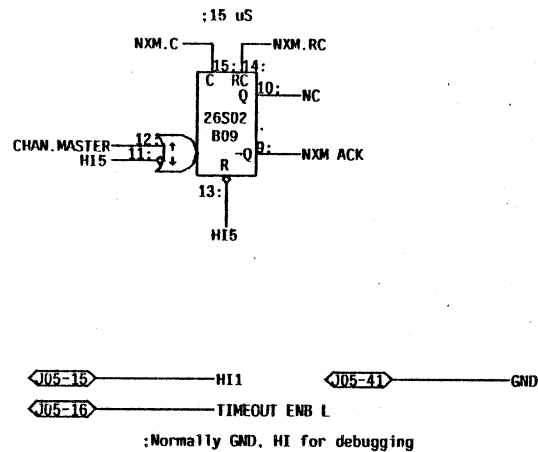 ;15 uS
NXM.C
NXM.RC
15: 14:
C RC
Q 10: NC
26S02
B09
CHAN.MASTER 12: ↑
HI5 11: ↓
-Q 9: NXM ACK
R
13:
HI5
J05-15 HI1
J05-41 GND
J05-16 TIMEOUT ENB L
;Normally GND, HI for debugging